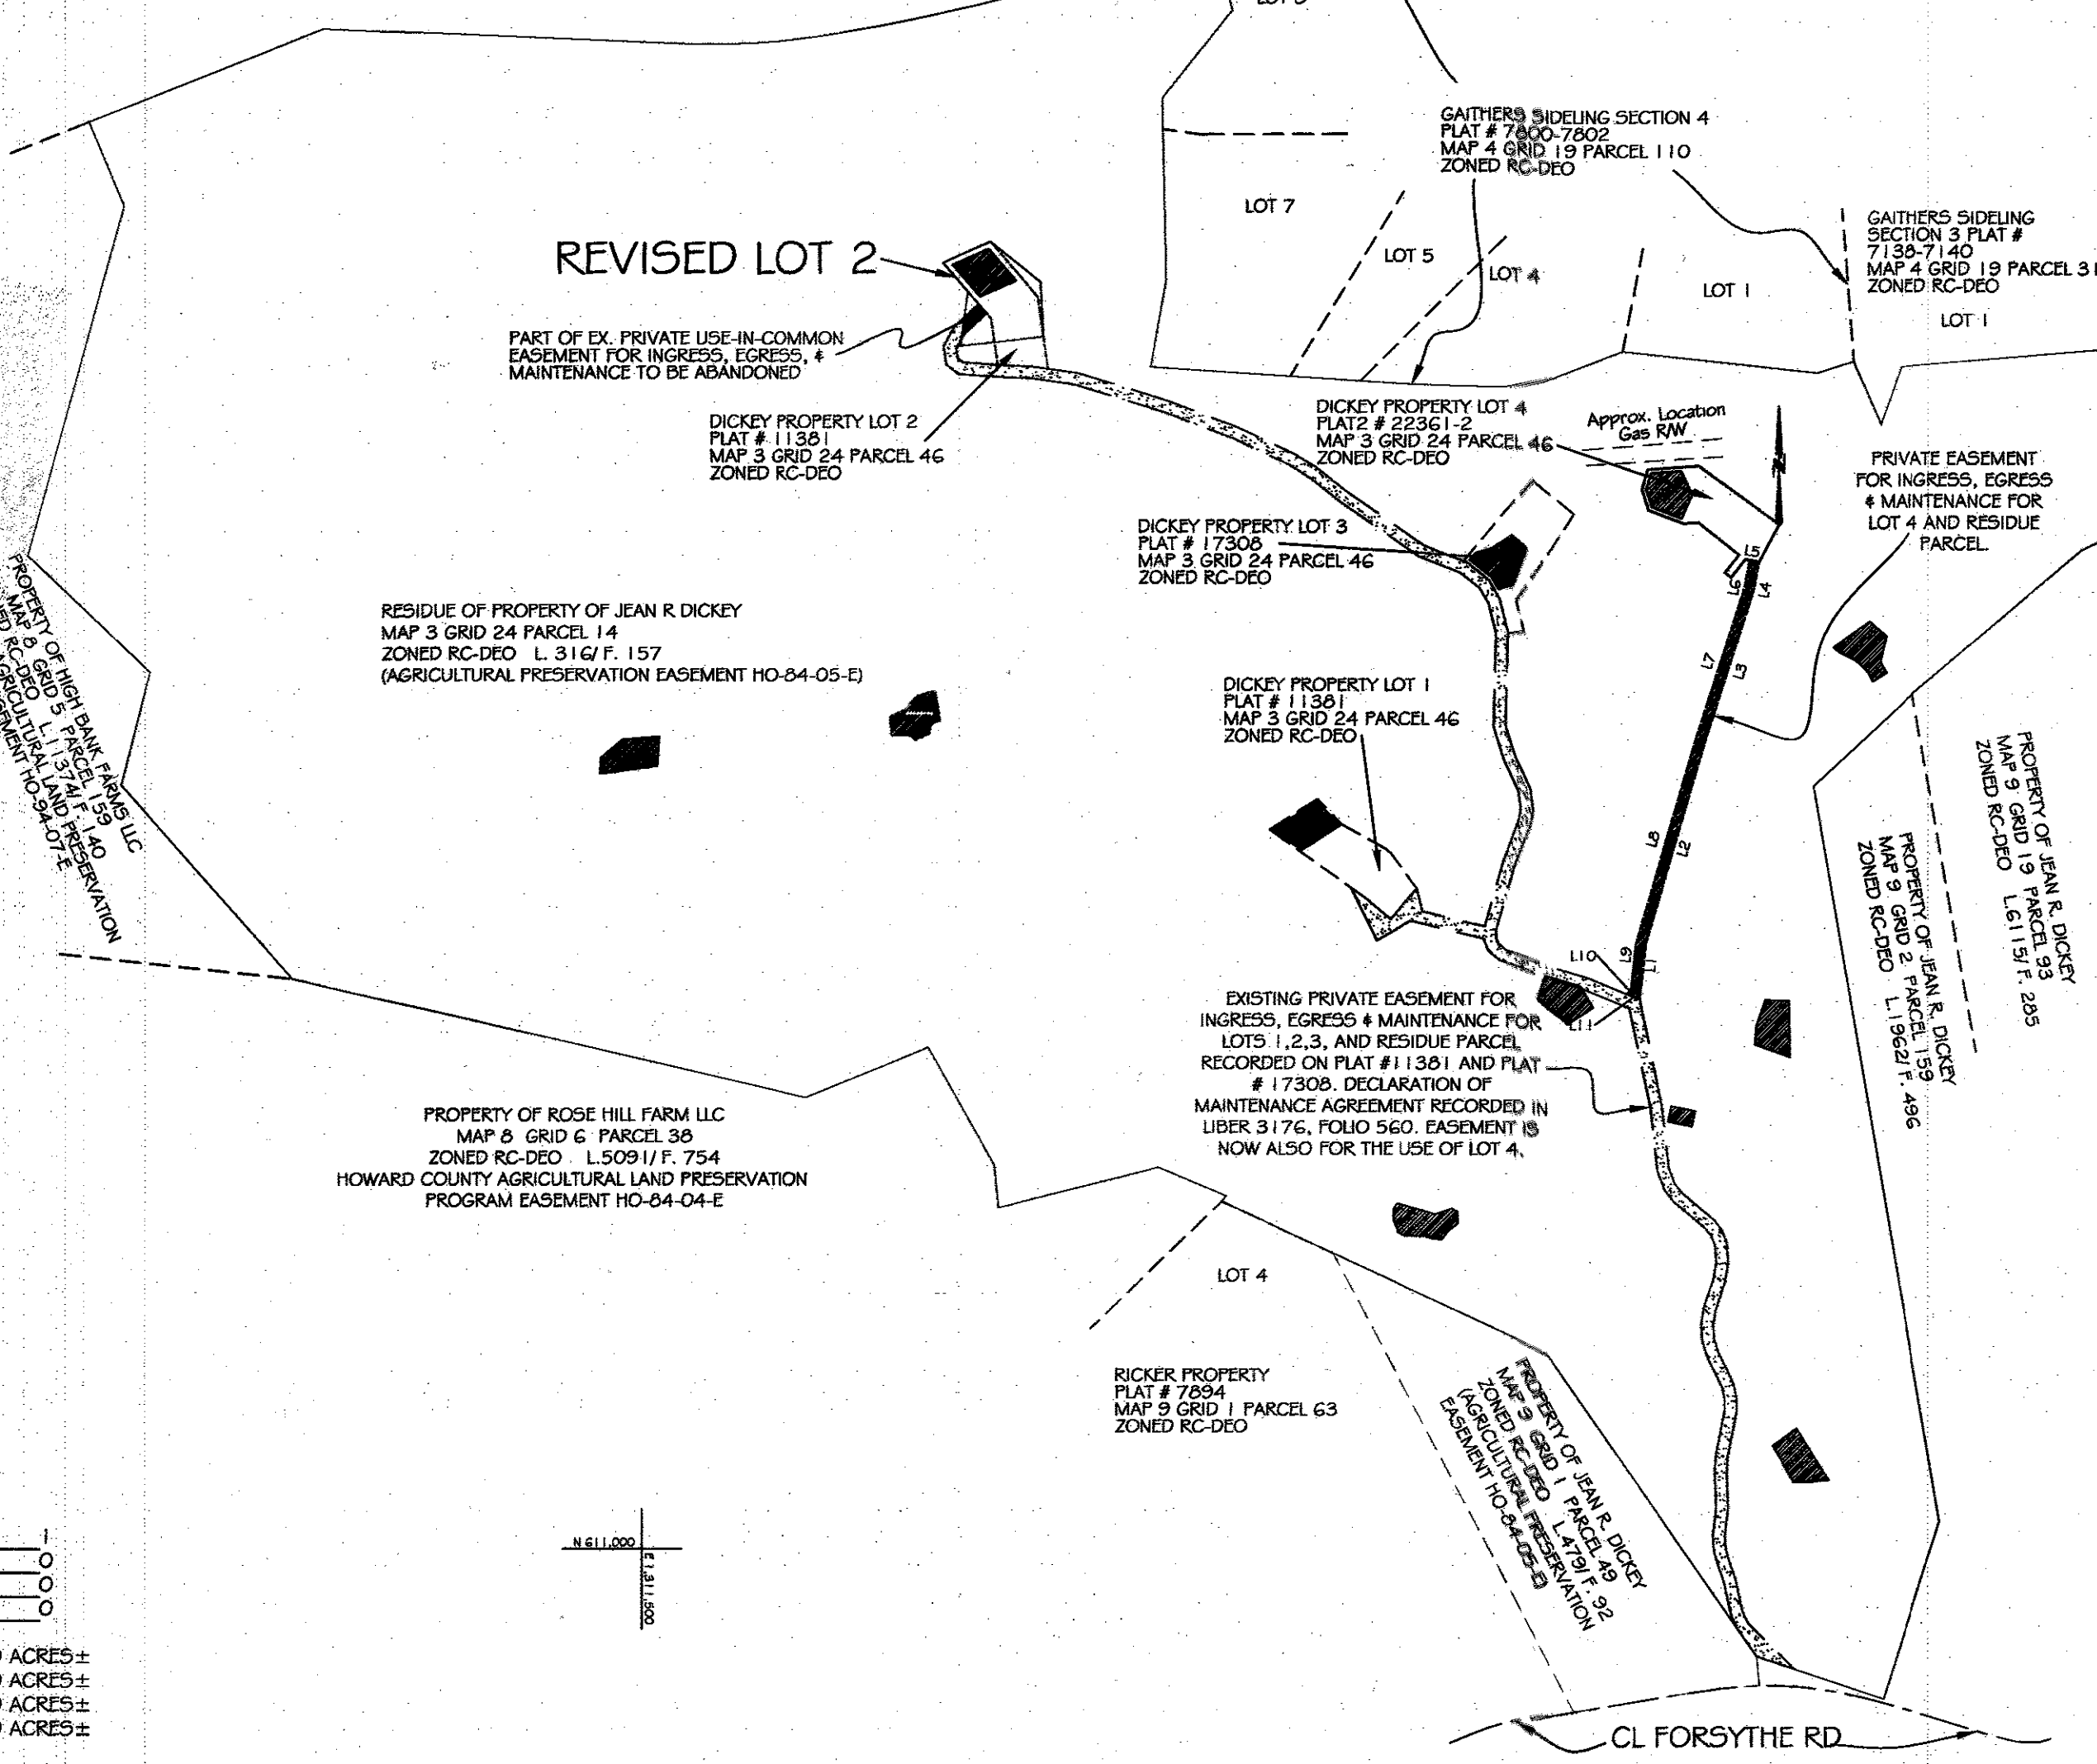 GAITHERS SIDELING SECTION 4
PLAT # 7800-7802
MAP 4 GRID 19 PARCEL 110
ZONED RC-DEO
LOT 7
LOT 5
LOT 4
LOT 1
GAITHERS SIDELING
SECTION 3 PLAT #
7138-7140
MAP 4 GRID 19 PARCEL 31
ZONED RC-DEO
LOT 1
REVISED LOT 2
PART OF EX. PRIVATE USE-IN-COMMON
EASEMENT FOR INGRESS, EGRESS, &
MAINTENANCE TO BE ABANDONED
DICKEY PROPERTY LOT 2
PLAT # 11381
MAP 3 GRID 24 PARCEL 46
ZONED RC-DEO
DICKEY PROPERTY LOT 4
PLAT2 # 22361-2
MAP 3 GRID 24 PARCEL 46
ZONED RC-DEO
Approx. Location
Gas R/W
PRIVATE EASEMENT
FOR INGRESS, EGRESS
& MAINTENANCE FOR
LOT 4 AND RESIDUE
PARCEL.
DICKEY PROPERTY LOT 3
PLAT # 17308
MAP 3 GRID 24 PARCEL 46
ZONED RC-DEO
L5
L6
L4
L7
L3
L8
L2
L9
L1
L10
L11
PROPERTY OF HIGH BANK FARMS LLC
MAP 8 GRID 5 PARCEL 159
RC-DEO L.11374/ F. 140
AGRICULTURAL LAND PRESERVATION
HO-94-07-E
RESIDUE OF PROPERTY OF JEAN R DICKEY
MAP 3 GRID 24 PARCEL 14
ZONED RC-DEO L. 316/ F. 157
(AGRICULTURAL PRESERVATION EASEMENT HO-84-05-E)
DICKEY PROPERTY LOT 1
PLAT # 11381
MAP 3 GRID 24 PARCEL 46
ZONED RC-DEO
PROPERTY OF JEAN R. DICKEY
MAP 9 GRID 19 PARCEL 93
ZONED RC-DEO L.6115/ F. 285
PROPERTY OF JEAN R. DICKEY
MAP 9 GRID 2 PARCEL 159
ZONED RC-DEO L.1962/ F. 496
EXISTING PRIVATE EASEMENT FOR
INGRESS, EGRESS & MAINTENANCE FOR
LOTS 1,2,3, AND RESIDUE PARCEL
RECORDED ON PLAT #11381 AND PLAT
# 17308. DECLARATION OF
MAINTENANCE AGREEMENT RECORDED IN
LIBER 3176, FOLIO 560. EASEMENT IS
NOW ALSO FOR THE USE OF LOT 4.
PROPERTY OF ROSE HILL FARM LLC
MAP 8 GRID 6 PARCEL 38
ZONED RC-DEO L.5091/ F. 754
HOWARD COUNTY AGRICULTURAL LAND PRESERVATION
PROGRAM EASEMENT HO-84-04-E
LOT 4
RICKER PROPERTY
PLAT # 7894
MAP 9 GRID 1 PARCEL 63
ZONED RC-DEO
PROPERTY OF JEAN R. DICKEY
MAP 9 GRID 1 PARCEL 49
ZONED RC-DEO L.479/ F. 92
(AGRICULTURAL PRESERVATION
EASEMENT HO-84-05-E)
N 611,000
E 1,311,500
1
0
0
0
ACRES±
ACRES±
ACRES±
ACRES±
CL FORSYTHE RD